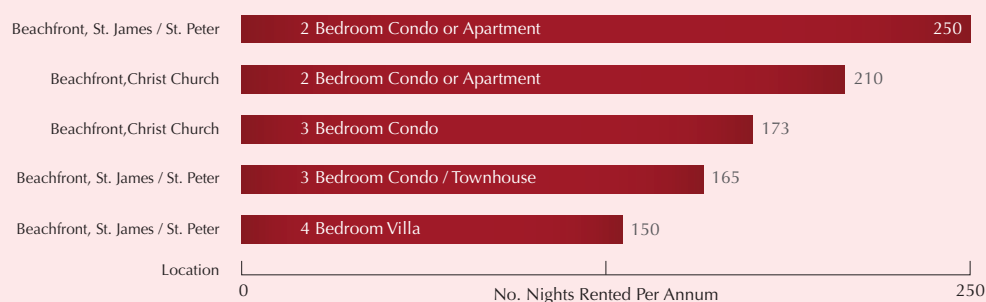 Beachfront, St. James / St. Peter 2 Bedroom Condo or Apartment 250
Beachfront,Christ Church 2 Bedroom Condo or Apartment 210
Beachfront,Christ Church 3 Bedroom Condo 173
Beachfront, St. James / St. Peter 3 Bedroom Condo / Townhouse 165
Beachfront, St. James / St. Peter 4 Bedroom Villa 150
Location
0 No. Nights Rented Per Annum 250